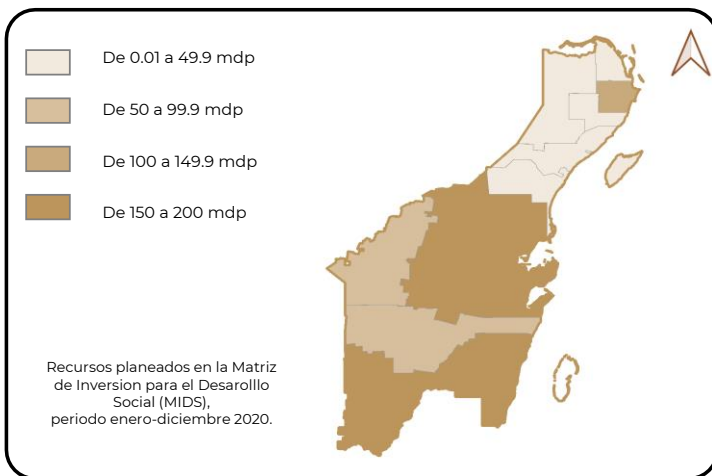 De 0.01 a 49.9 mdp
De 50 a 99.9 mdp
De 100 a 149.9 mdp
De 150 a 200 mdp
Recursos planeados en la Matriz
de Inversion para el Desarolllo
Social (MIDS),
periodo enero-diciembre 2020.